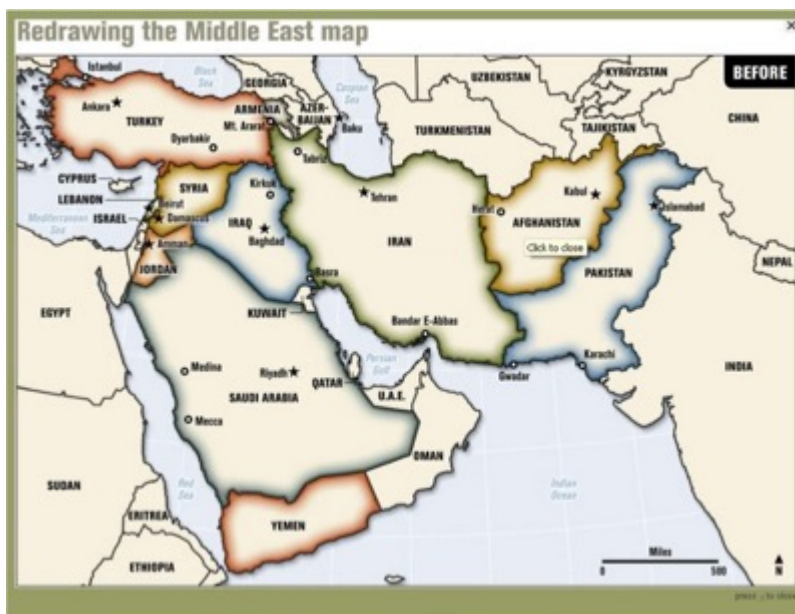 Redrawing the Middle East map
×
BEFORE
Istanbul
Black
Sea
GEORGIA
Caspian
Sea
UZBEKISTAN
KYRGYZSTAN
Ankara
TURKEY
ARMENIA
AZER-
BAIJAN
Baku
Mt. Ararat
TURKMENISTAN
TAJIKISTAN
CHINA
Dyarbakir
Tabriz
CYPRUS
SYRIA
Kirkuk
Tehran
Herat
Kabul
Islamabad
LEBANON
Beirut
Mediterranean
Sea
ISRAEL
Damascus
IRAQ
Baghdad
IRAN
AFGHANISTAN
Click to close
Amman
JORDAN
Basra
PAKISTAN
NEPAL
EGYPT
KUWAIT
Bandar E-Abbas
Medina
Riyadh
Persian
Gulf
QATAR
Gwadar
Karachi
INDIA
SAUDI ARABIA
U.A.E.
Mecca
OMAN
SUDAN
Red
Sea
Indian
Ocean
ERITREA
YEMEN
ETHIOPIA
Miles
0
500
N
press
to close